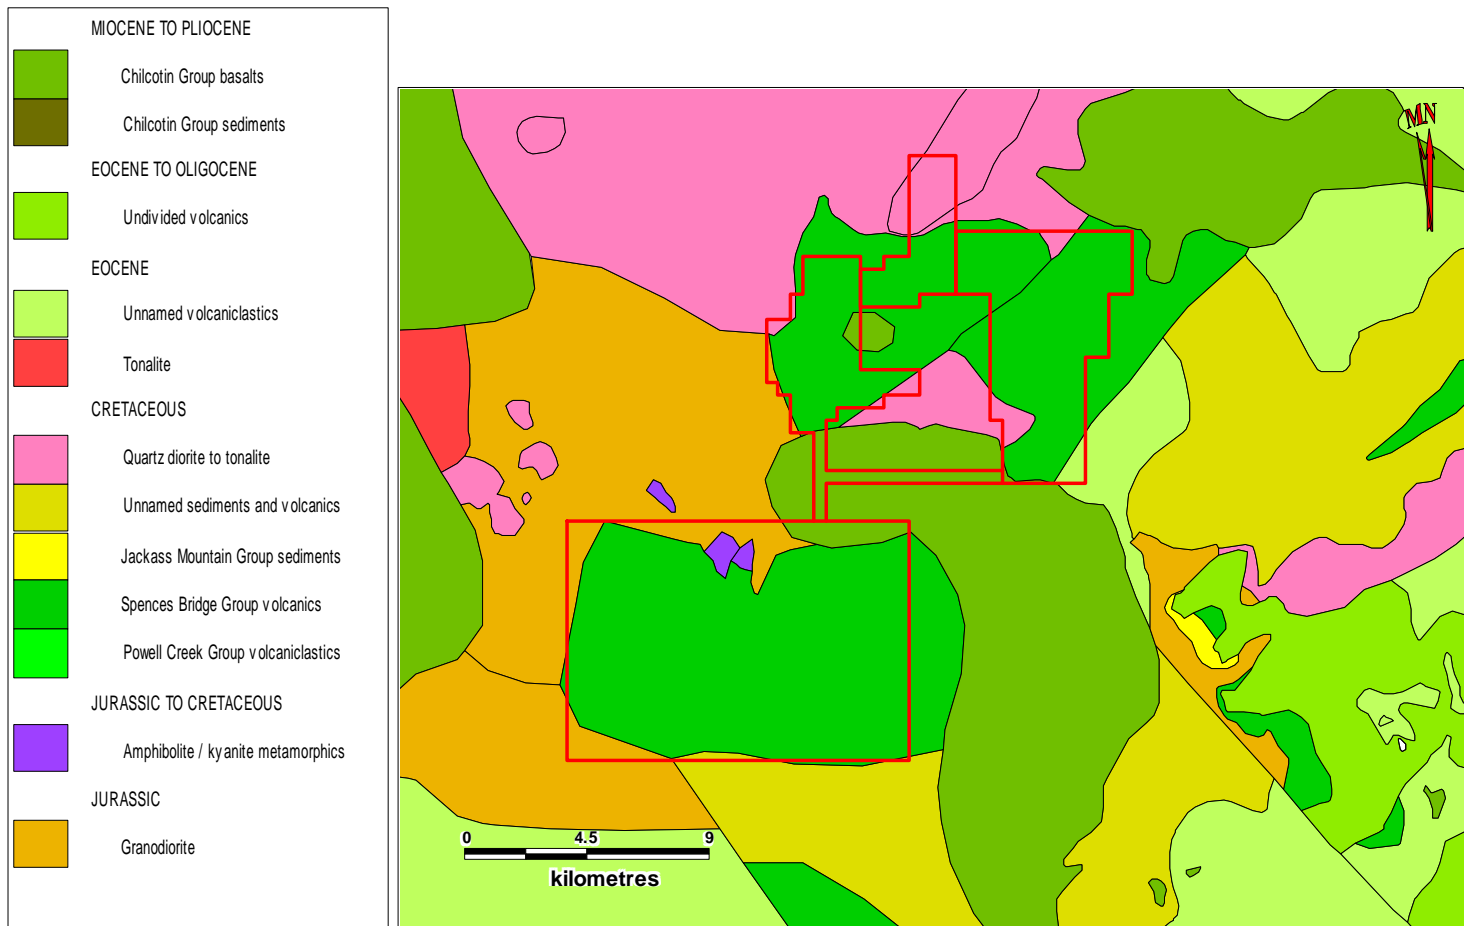 MIOCENE TO PLIOCENE
Chilcotin Group basalts
Chilcotin Group sediments
EOCENE TO OLIGOCENE
Undivided volcanics
EOCENE
Unnamed volcaniclastics
Tonalite
CRETACEOUS
Quartz diorite to tonalite
Unnamed sediments and volcanics
Jackass Mountain Group sediments
Spences Bridge Group volcanics
Powell Creek Group volcaniclastics
JURASSIC TO CRETACEOUS
Amphibolite / kyanite metamorphics
JURASSIC
Granodiorite
MN
0 4.5 9
kilometres